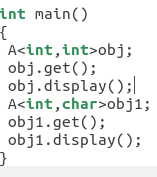 int main()
{
A<int,int>obj;
obj.get();
obj.display();
A<int,char>obj1;
obj1.get();
obj1.display();
}